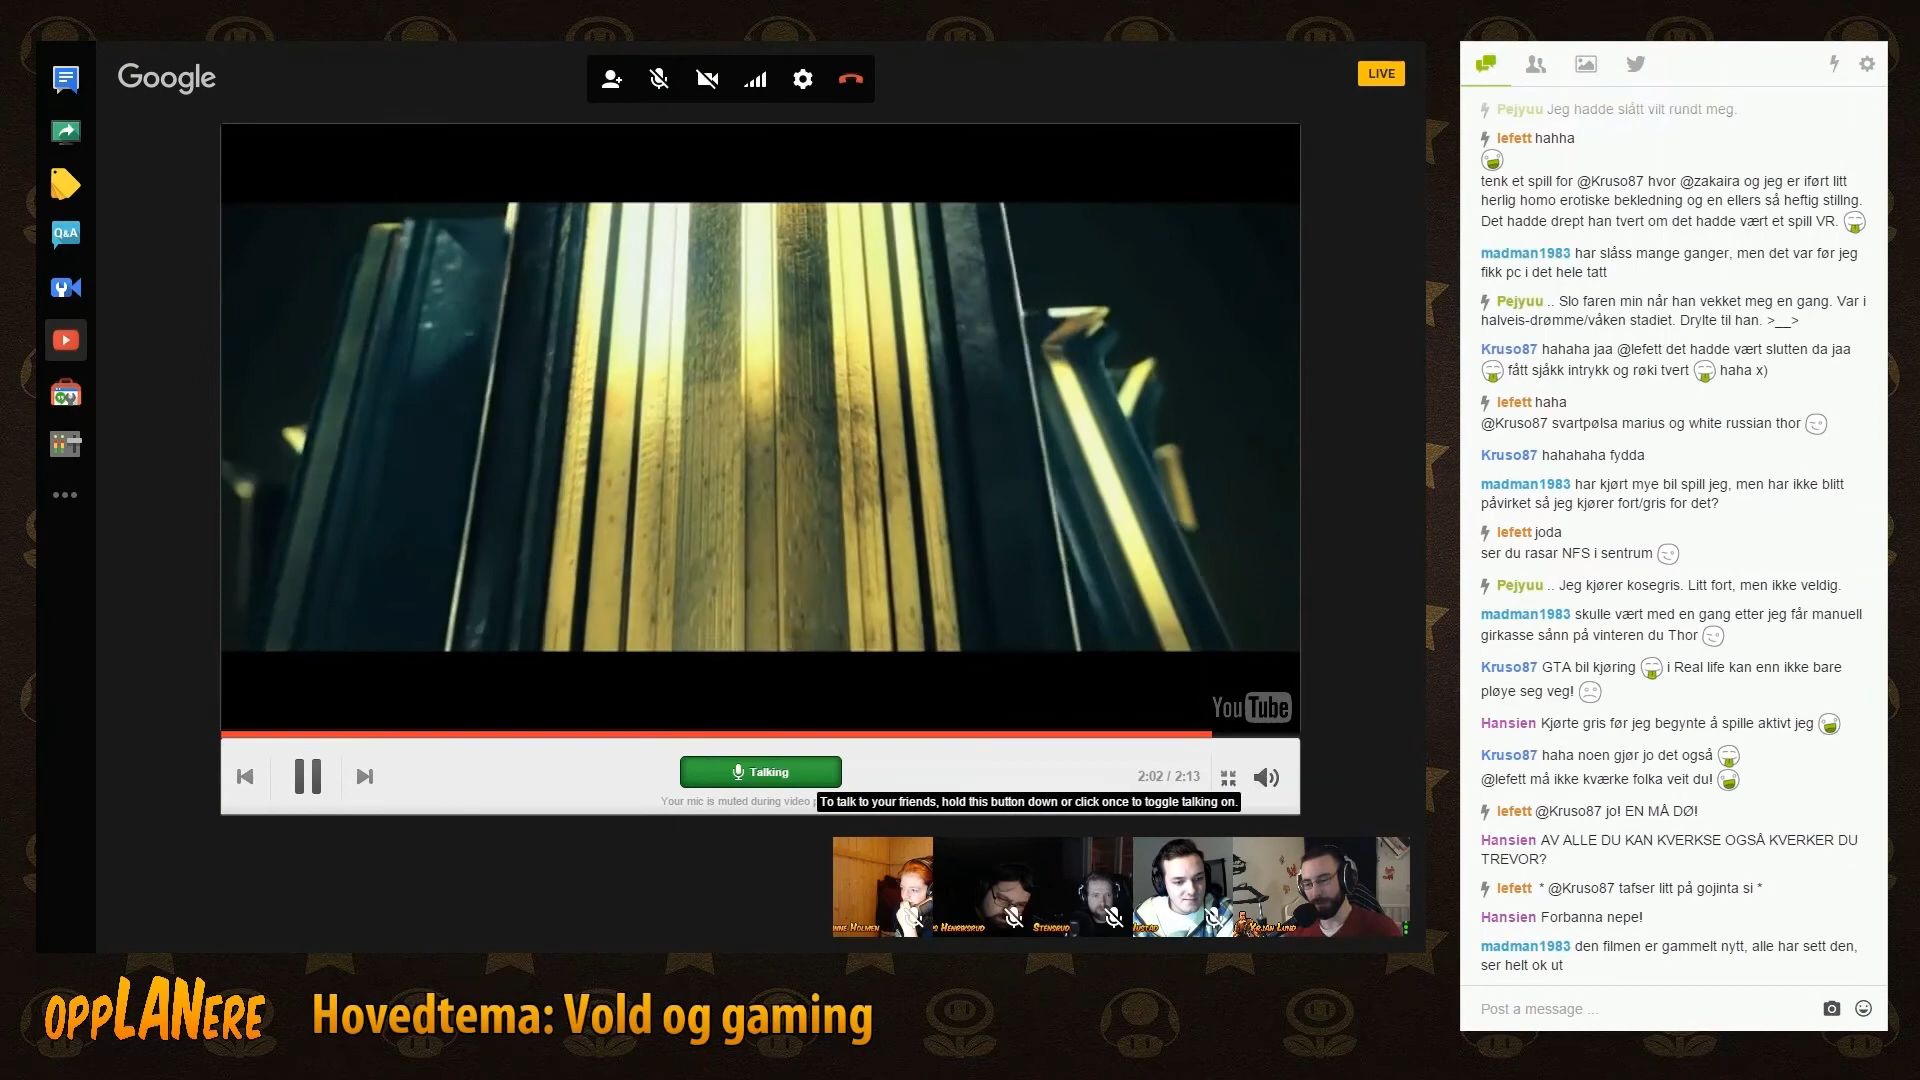 Google
LIVE
Q&A
YouTube
Talking
2:02 / 2:13
Your mic is muted during video
To talk to your friends, hold this button down or click once to toggle talking on.
NNE HOLMEN
S HENRIKSRUD
STENSRUD
RUSTAD
ØRJAN LUND
oppLANere
Hovedtema: Vold og gaming
Pejyuu Jeg hadde slått vilt rundt meg.
lefett hahha
tenk et spill for @Kruso87 hvor @zakaira og jeg er iført litt
herlig homo erotiske bekledning og en ellers så heftig stillng.
Det hadde drept han tvert om det hadde vært et spill VR.
madman1983 har slåss mange ganger, men det var før jeg
fikk pc i det hele tatt
Pejyuu .. Slo faren min når han vekket meg en gang. Var i
halveis-drømme/våken stadiet. Drylte til han. >__>
Kruso87 hahaha jaa @lefett det hadde vært slutten da jaa
fått sjåkk intrykk og røki tvert haha x)
lefett haha
@Kruso87 svartpølsa marius og white russian thor
Kruso87 hahahaha fydda
madman1983 har kjørt mye bil spill jeg, men har ikke blitt
påvirket så jeg kjører fort/gris for det?
lefett joda
ser du rasar NFS i sentrum
Pejyuu .. Jeg kjører kosegris. Litt fort, men ikke veldig.
madman1983 skulle vært med en gang etter jeg får manuell
girkasse sånn på vinteren du Thor
Kruso87 GTA bil kjøring i Real life kan enn ikke bare
pløye seg veg!
Hansien Kjørte gris før jeg begynte å spille aktivt jeg
Kruso87 haha noen gjør jo det også
@lefett må ikke kværke folka veit du!
lefett @Kruso87 jo! EN MÅ DØ!
Hansien AV ALLE DU KAN KVERKSE OGSÅ KVERKER DU
TREVOR?
lefett * @Kruso87 tafser litt på gojinta si *
Hansien Forbanna nepe!
madman1983 den filmen er gammelt nytt, alle har sett den,
ser helt ok ut
Post a message ...